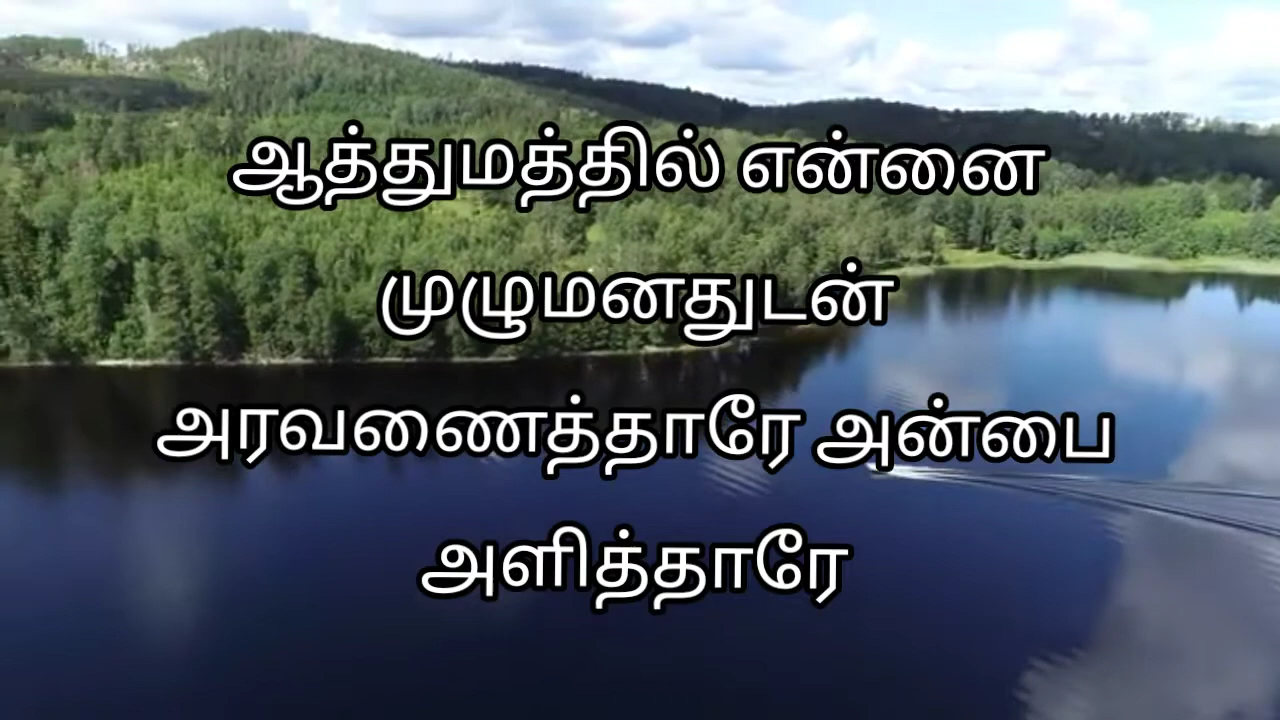 ஆத்துமத்தில் என்னை
முழுமனதுடன்
அரவணைத்தாரே அன்பை
அளித்தாரே